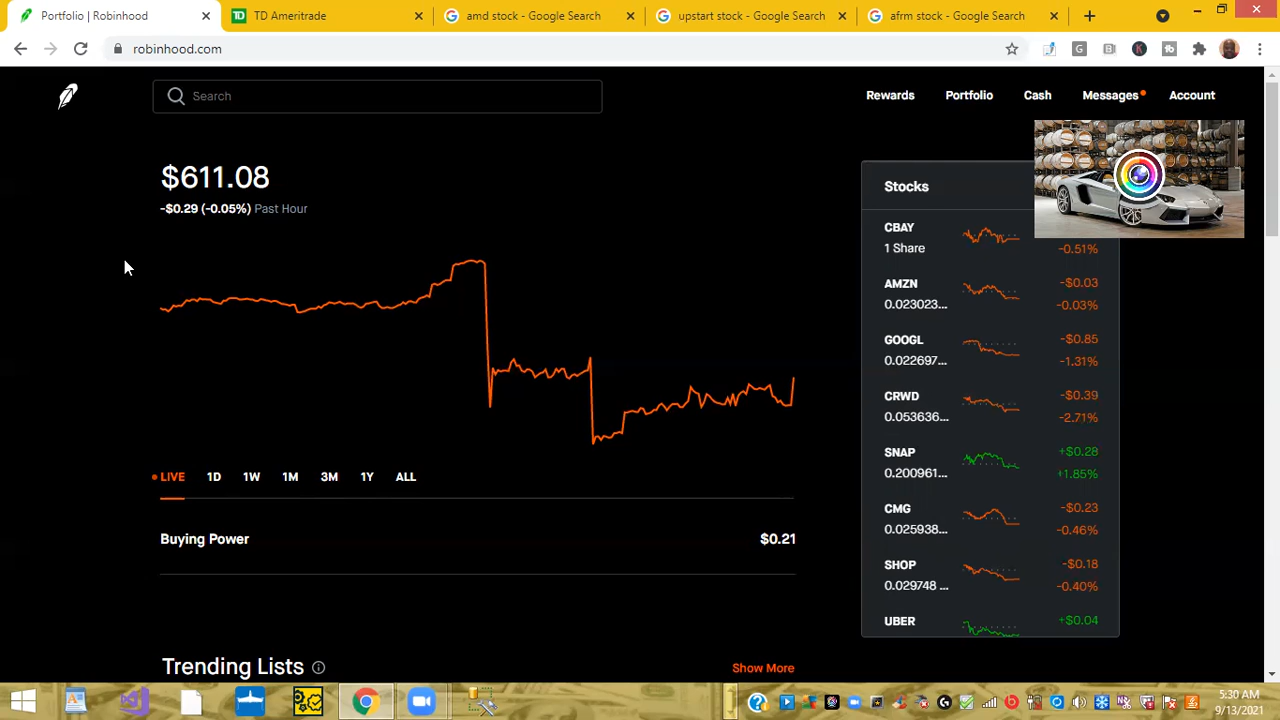 Portfolio | Robinhood
TD Ameritrade
amd stock - Google Search
upstart stock - Google Search
afrm stock - Google Search
robinhood.com
Search
Rewards
Portfolio
Cash
Messages
Account
$611.08
-$0.29 (-0.05%) Past Hour
LIVE
1D
1W
1M
3M
1Y
ALL
Buying Power
$0.21
Trending Lists
Show More
Stocks
CBAY
1 Share
-0.51%
AMZN
-$0.03
0.023023...
-0.03%
GOOGL
-$0.85
0.022697...
-1.31%
CRWD
-$0.39
0.053636...
-2.71%
SNAP
+$0.28
0.200961...
+1.85%
CMG
-$0.23
0.025938...
-0.46%
SHOP
-$0.18
0.029748 ...
-0.40%
UBER
+$0.04
5:30 AM
9/13/2021